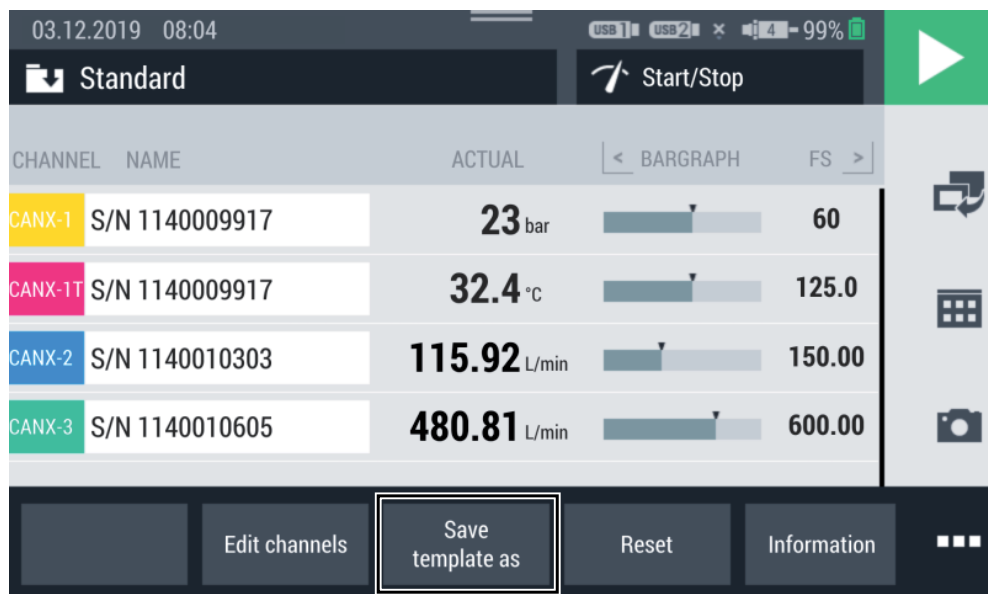 03.12.2019 08:04 USB 1 USB 2 4 99%
Standard Start/Stop
CHANNEL NAME ACTUAL < BARGRAPH FS >
CANX-1 S/N 1140009917 23 bar 60
CANX-1T S/N 1140009917 32.4 °C 125.0
CANX-2 S/N 1140010303 115.92 L/min 150.00
CANX-3 S/N 1140010605 480.81 L/min 600.00
Edit channels
Save
template as
Reset
Information